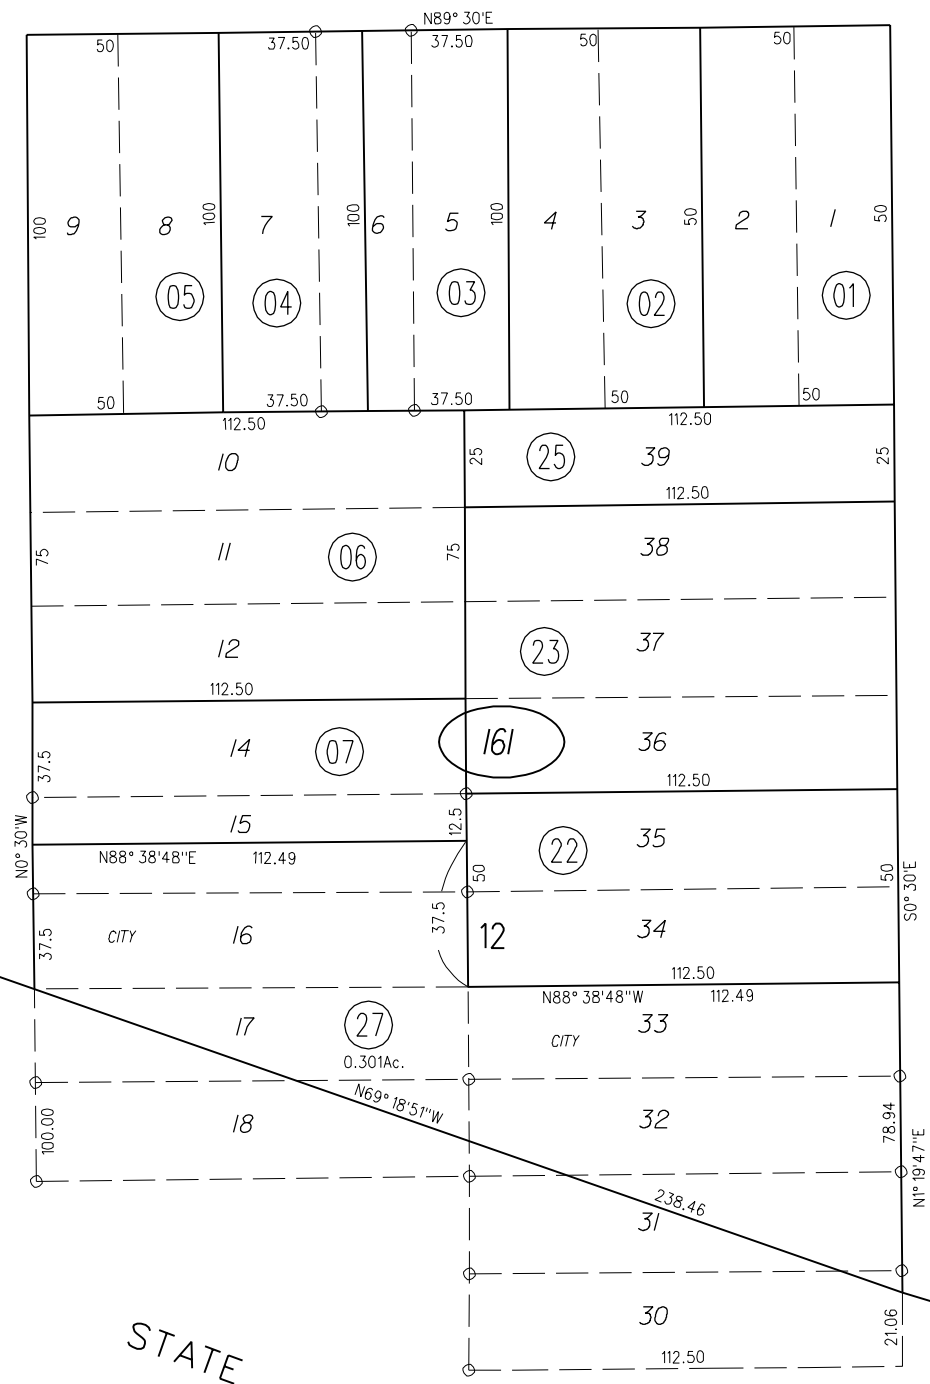 N89° 30'E
50 37.50 37.50 50 50
100 9 8 100 7 100 6 5 100 4 3 50 2 1 50
05 04 03 02 01
50 37.50 37.50 50 50
112.50 112.50
10 25 25 39 25
112.50
75 11 06 75 38
12 23 37
112.50
37.5 14 07 161 36
112.50
N0° 30'W 15 12.5 22 35
N88° 38'48"E 112.49 50 50 S0° 30'E
37.5 CITY 16 37.5 12 34
112.50
N88° 38'48"W 112.49
17 27 33
0.301Ac. CITY
N69° 18'51"W
100.00 18 32 78.94
N1° 19'47"E
238.46
31
30 21.06
STATE
112.50